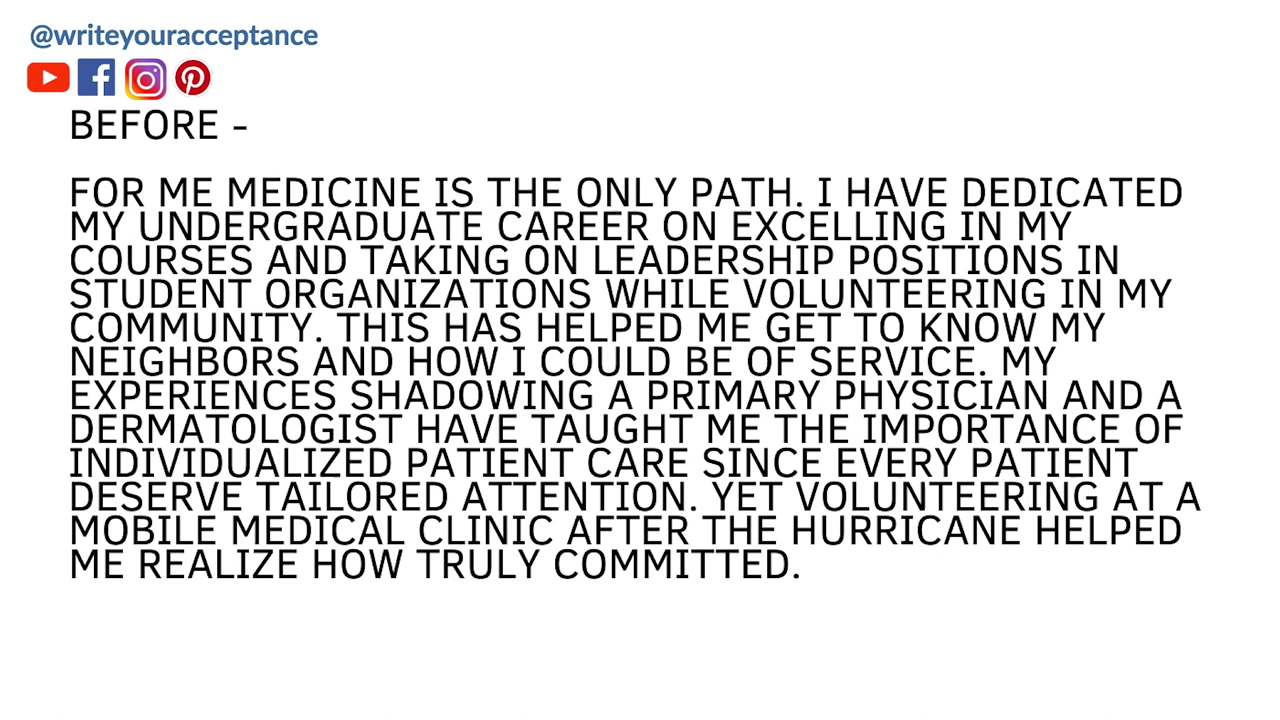 @writeyouracceptance
BEFORE -
FOR ME MEDICINE IS THE ONLY PATH. I HAVE DEDICATED
MY UNDERGRADUATE CAREER ON EXCELLING IN MY
COURSES AND TAKING ON LEADERSHIP POSITIONS IN
STUDENT ORGANIZATIONS WHILE VOLUNTEERING IN MY
COMMUNITY. THIS HAS HELPED ME GET TO KNOW MY
NEIGHBORS AND HOW I COULD BE OF SERVICE. MY
EXPERIENCES SHADOWING A PRIMARY PHYSICIAN AND A
DERMATOLOGIST HAVE TAUGHT ME THE IMPORTANCE OF
INDIVIDUALIZED PATIENT CARE SINCE EVERY PATIENT
DESERVE TAILORED ATTENTION. YET VOLUNTEERING AT A
MOBILE MEDICAL CLINIC AFTER THE HURRICANE HELPED
ME REALIZE HOW TRULY COMMITTED.